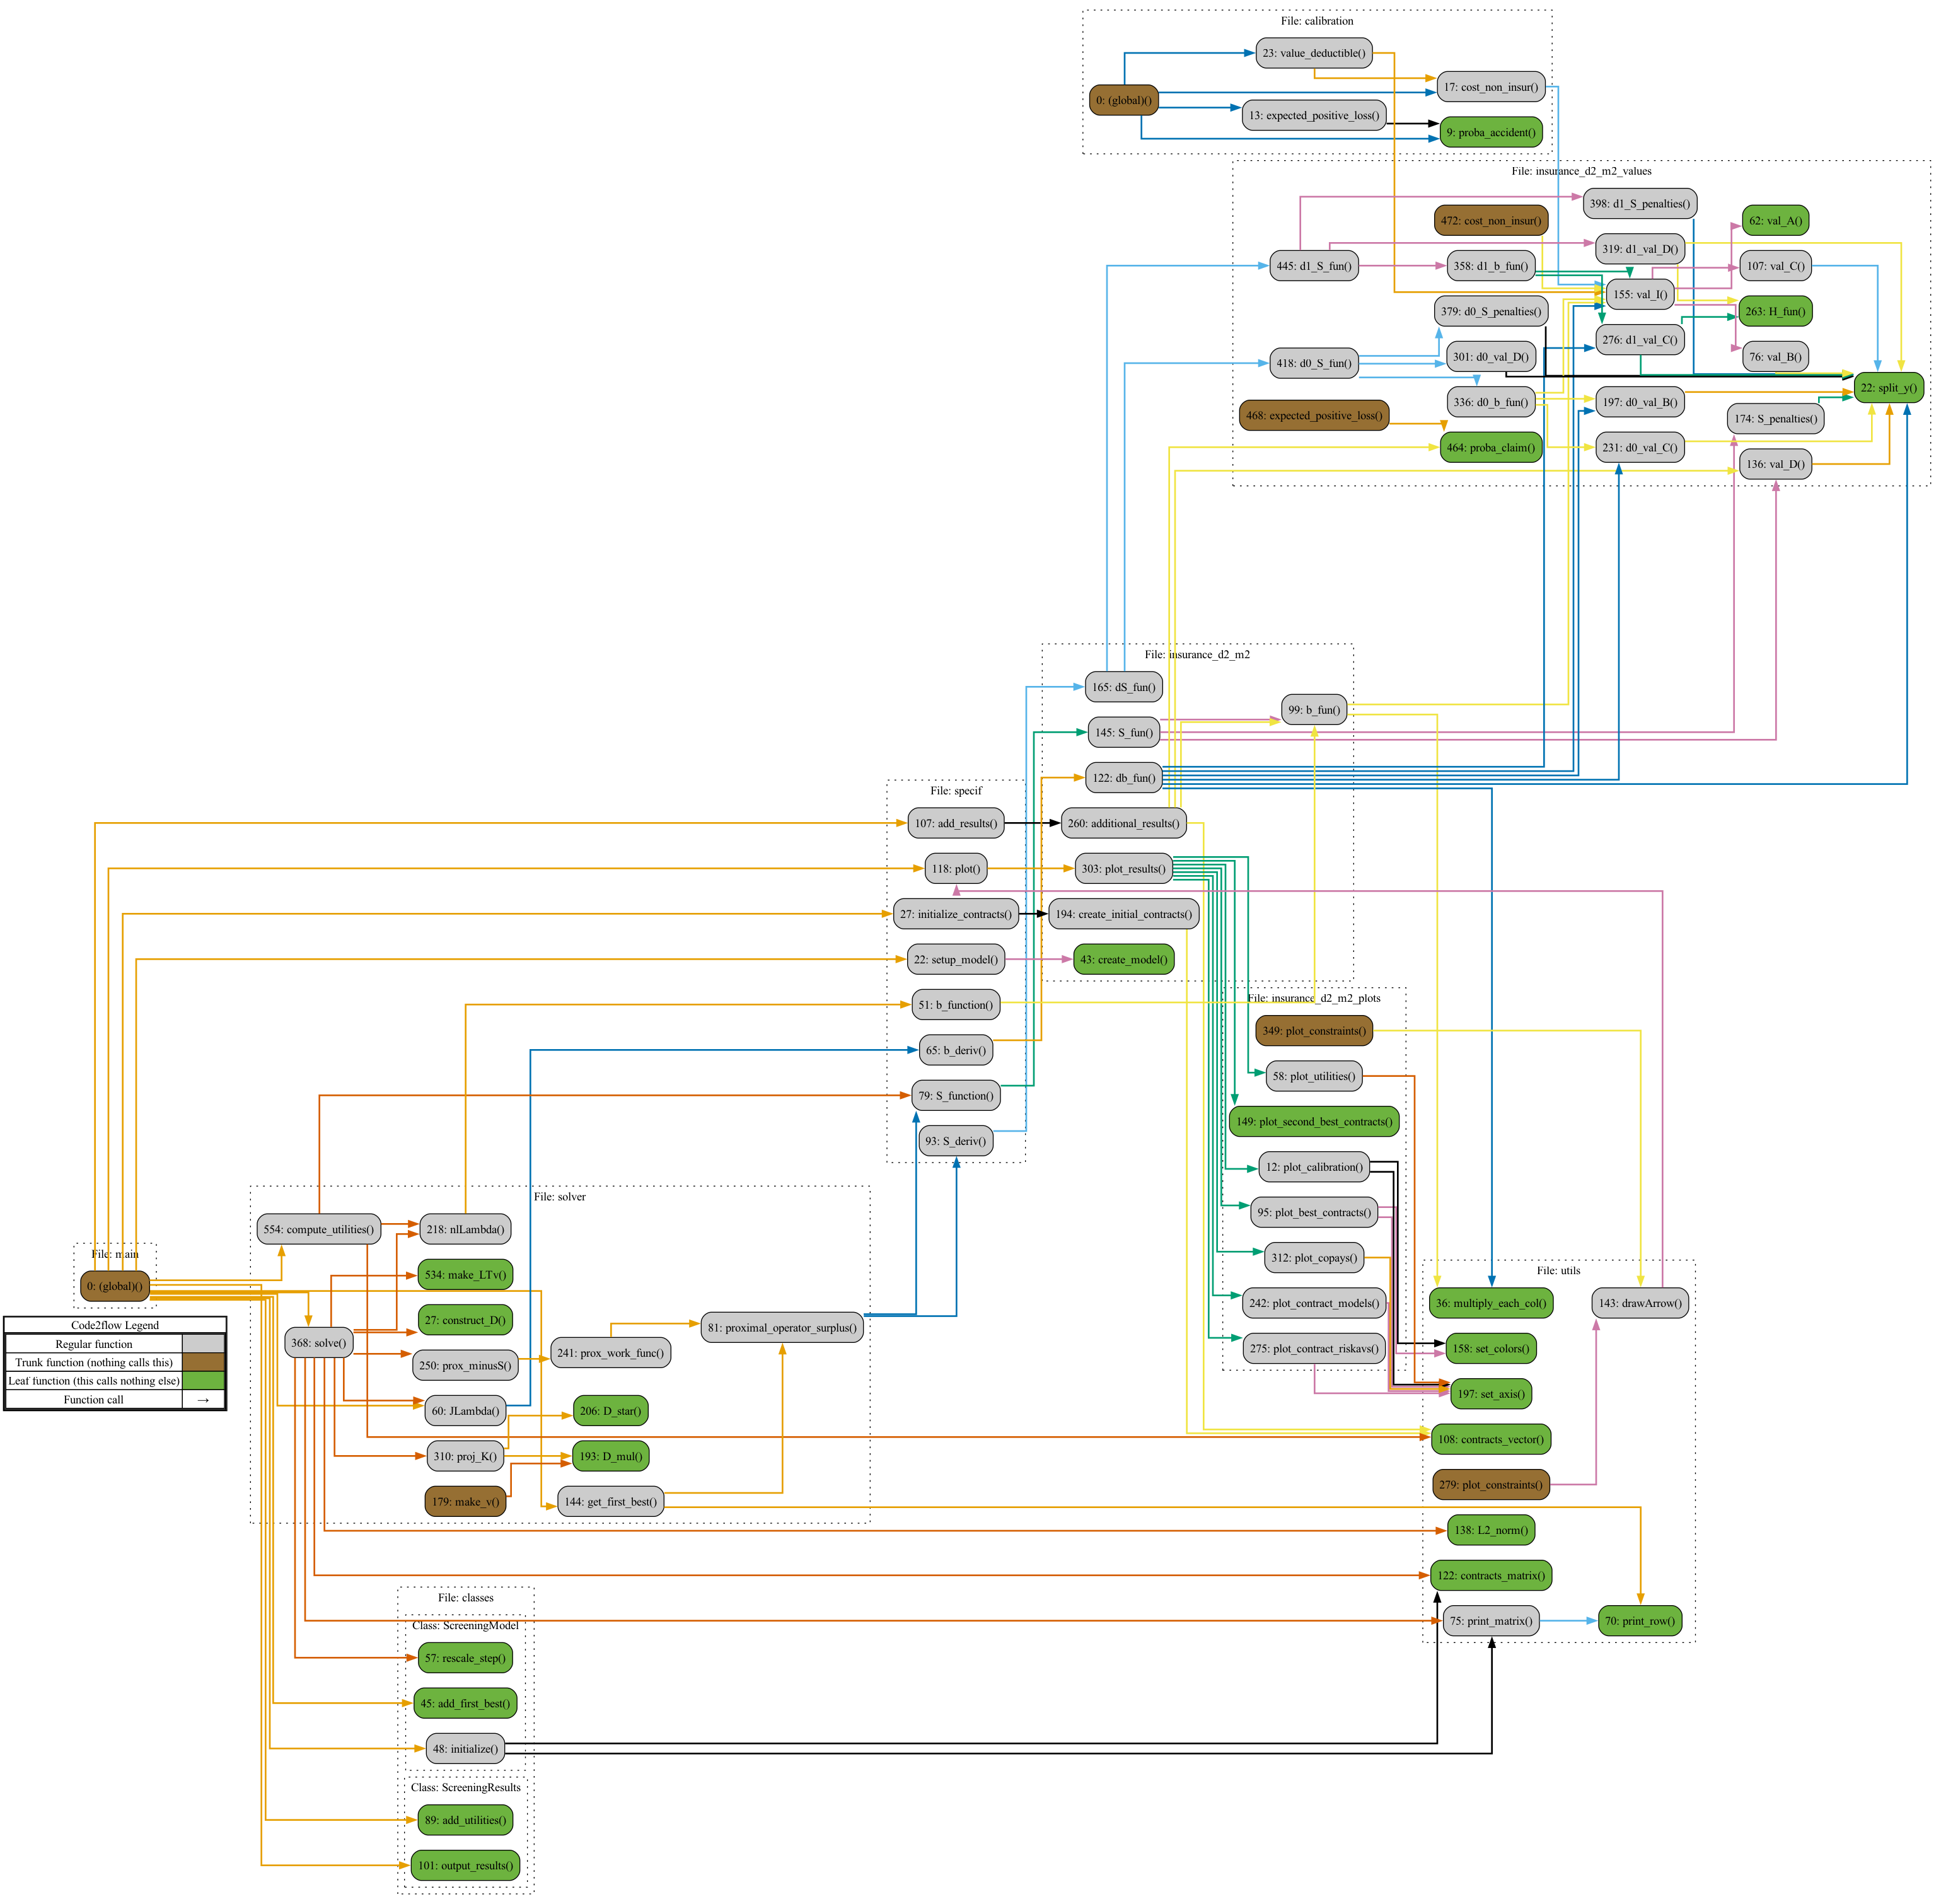 File: calibration
23: value_deductible()
17: cost_non_insur()
0: (global)()
13: expected_positive_loss()
9: proba_accident()
File: insurance_d2_m2_values
398: d1_S_penalties()
472: cost_non_insur()
62: val_A()
319: d1_val_D()
445: d1_S_fun()
358: d1_b_fun()
107: val_C()
155: val_I()
379: d0_S_penalties()
263: H_fun()
276: d1_val_C()
418: d0_S_fun()
301: d0_val_D()
76: val_B()
22: split_y()
336: d0_b_fun()
197: d0_val_B()
468: expected_positive_loss()
174: S_penalties()
464: proba_claim()
231: d0_val_C()
136: val_D()
File: insurance_d2_m2
165: dS_fun()
99: b_fun()
145: S_fun()
122: db_fun()
260: additional_results()
303: plot_results()
194: create_initial_contracts()
43: create_model()
File: specif
107: add_results()
118: plot()
27: initialize_contracts()
22: setup_model()
51: b_function()
65: b_deriv()
79: S_function()
93: S_deriv()
File: insurance_d2_m2_plots
349: plot_constraints()
58: plot_utilities()
149: plot_second_best_contracts()
12: plot_calibration()
95: plot_best_contracts()
312: plot_copays()
242: plot_contract_models()
275: plot_contract_riskavs()
File: solver
554: compute_utilities()
218: nlLambda()
534: make_LTv()
27: construct_D()
368: solve()
81: proximal_operator_surplus()
241: prox_work_func()
250: prox_minusS()
60: JLambda()
206: D_star()
310: proj_K()
193: D_mul()
179: make_v()
144: get_first_best()
File: main
0: (global)()
Code2flow Legend
Regular function
Trunk function (nothing calls this)
Leaf function (this calls nothing else)
Function call →
File: utils
36: multiply_each_col()
143: drawArrow()
158: set_colors()
197: set_axis()
108: contracts_vector()
279: plot_constraints()
138: L2_norm()
122: contracts_matrix()
75: print_matrix()
70: print_row()
File: classes
Class: ScreeningModel
57: rescale_step()
45: add_first_best()
48: initialize()
Class: ScreeningResults
89: add_utilities()
101: output_results()